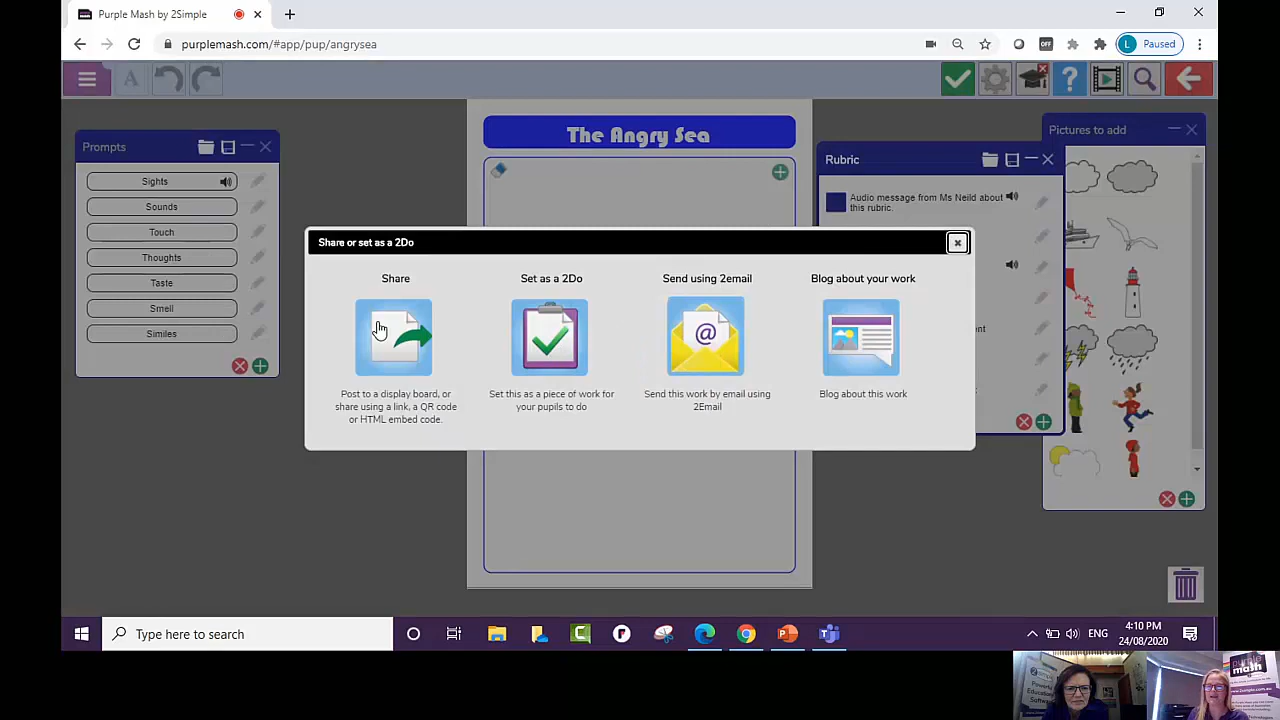 Purple Mash by 2Simple
purplemash.com/#app/pup/angrysea
OFF
L
Paused
A
?
The Angry Sea
Prompts
Sights
Sounds
Touch
Thoughts
Taste
Smell
Similes
Rubric
Audio message from Ms Neild about
this rubric.
Pictures to add
Share or set as a 2Do
Share
Post to a display board, or
share using a link, a QR code
or HTML embed code.
Set as a 2Do
Set this as a piece of work for
your pupils to do
Send using 2email
@
Send this work by email using
2Email
Blog about your work
Blog about this work
Type here to search
ENG
4:10 PM
24/08/2020
purple
mash